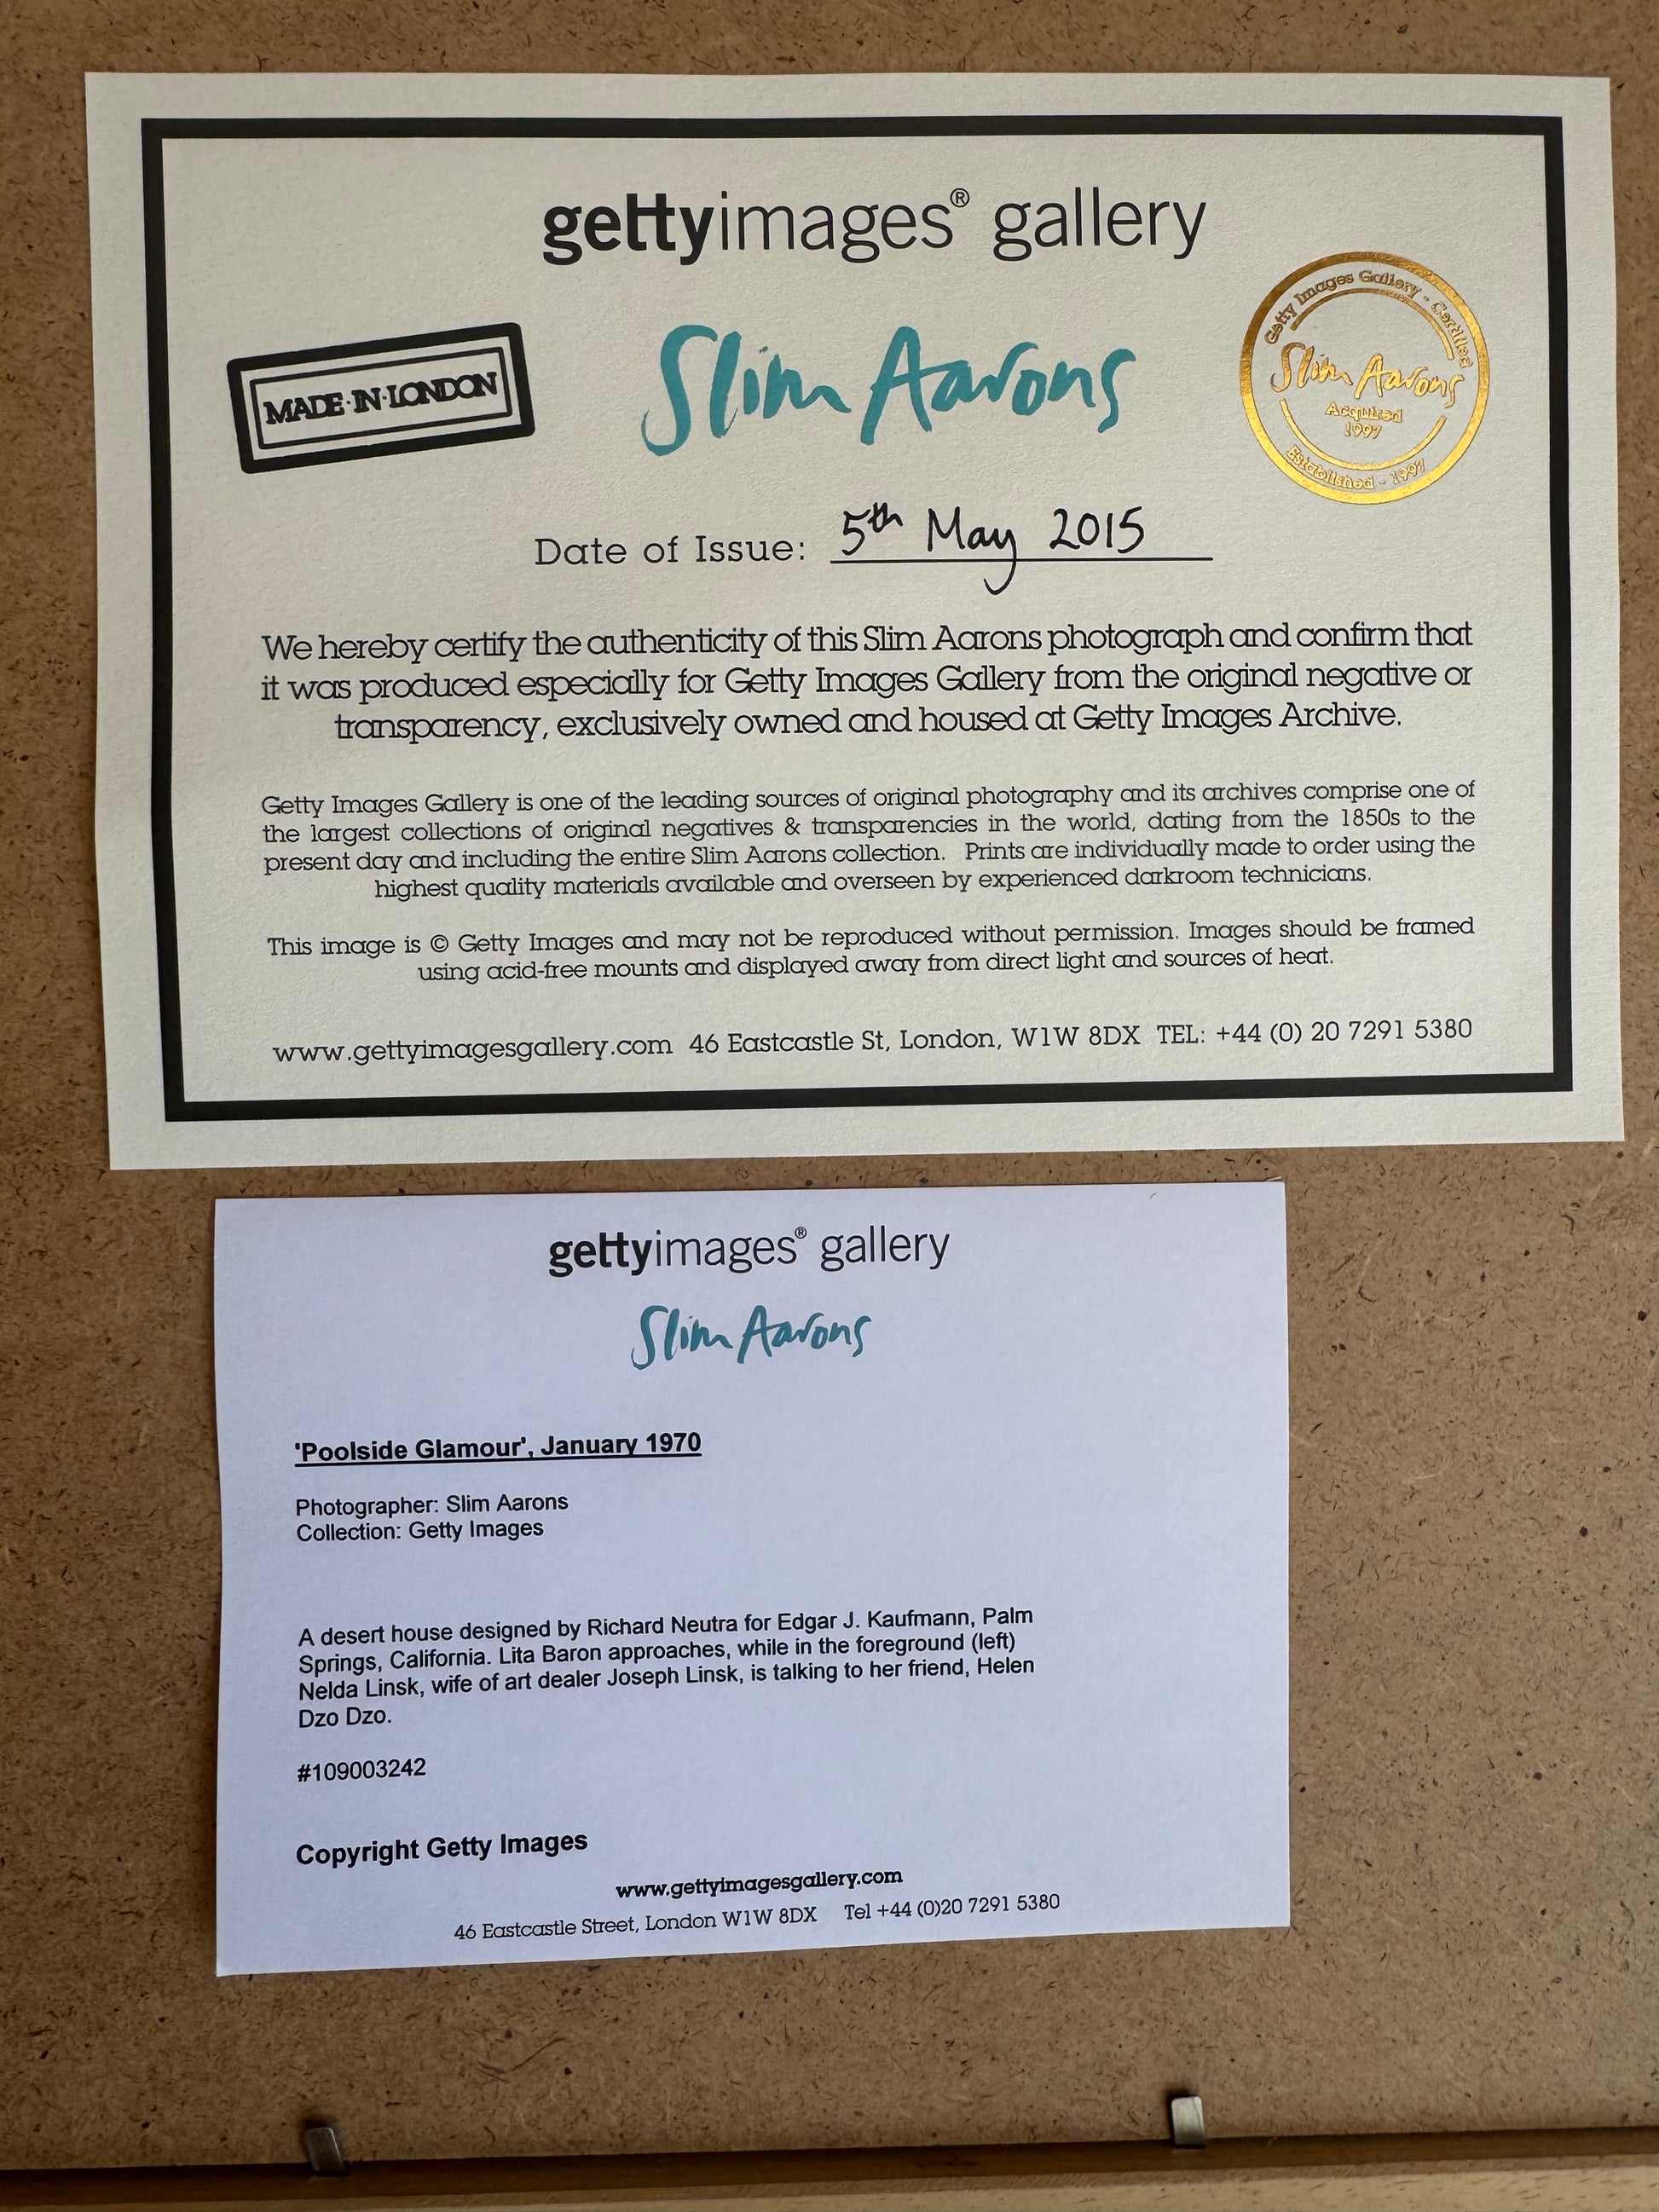 gettyimages® gallery
MADE·IN·LONDON
Slim Aarons
Getty Images Gallery - Certified
Slim Aarons
Acquired
1997
Established - 1997
Date of Issue: 5th May 2015
We hereby certify the authenticity of this Slim Aarons photograph and confirm that
it was produced especially for Getty Images Gallery from the original negative or
transparency, exclusively owned and housed at Getty Images Archive.
Getty Images Gallery is one of the leading sources of original photography and its archives comprise one of
the largest collections of original negatives & transparencies in the world, dating from the 1850s to the
present day and including the entire Slim Aarons collection. Prints are individually made to order using the
highest quality materials available and overseen by experienced darkroom technicians.
This image is © Getty Images and may not be reproduced without permission. Images should be framed
using acid-free mounts and displayed away from direct light and sources of heat.
www.gettyimagesgallery.com 46 Eastcastle St, London, W1W 8DX TEL: +44 (0) 20 7291 5380
gettyimages® gallery
Slim Aarons
'Poolside Glamour', January 1970
Photographer: Slim Aarons
Collection: Getty Images
A desert house designed by Richard Neutra for Edgar J. Kaufmann, Palm
Springs, California. Lita Baron approaches, while in the foreground (left)
Nelda Linsk, wife of art dealer Joseph Linsk, is talking to her friend, Helen
Dzo Dzo.
#109003242
Copyright Getty Images
www.gettyimagesgallery.com
46 Eastcastle Street, London W1W 8DX Tel +44 (0)20 7291 5380